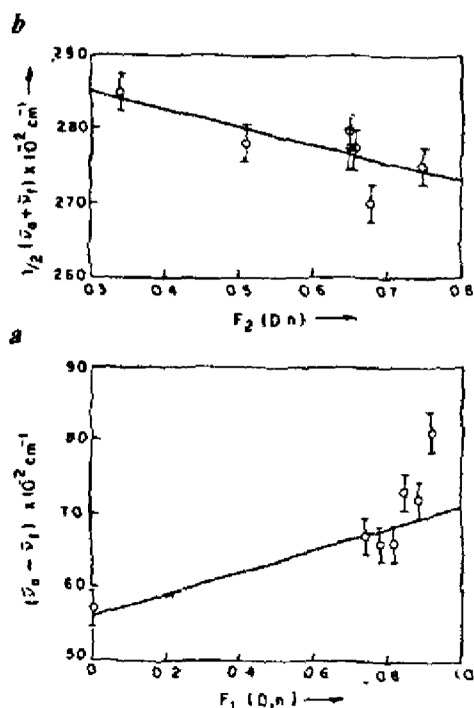 b
290
280
270
260
0.3 0.4 0.5 0.6 0.7 0.8
1/2 (ν̄a + ν̄f) × 10⁻² cm⁻¹ →
F₂ (D n) →
a
90
80
70
60
50
0 0.2 0.4 0.6 0.8 1.0
(ν̄a − ν̄f) × 10⁻² cm⁻¹
F₁ (D,n) →